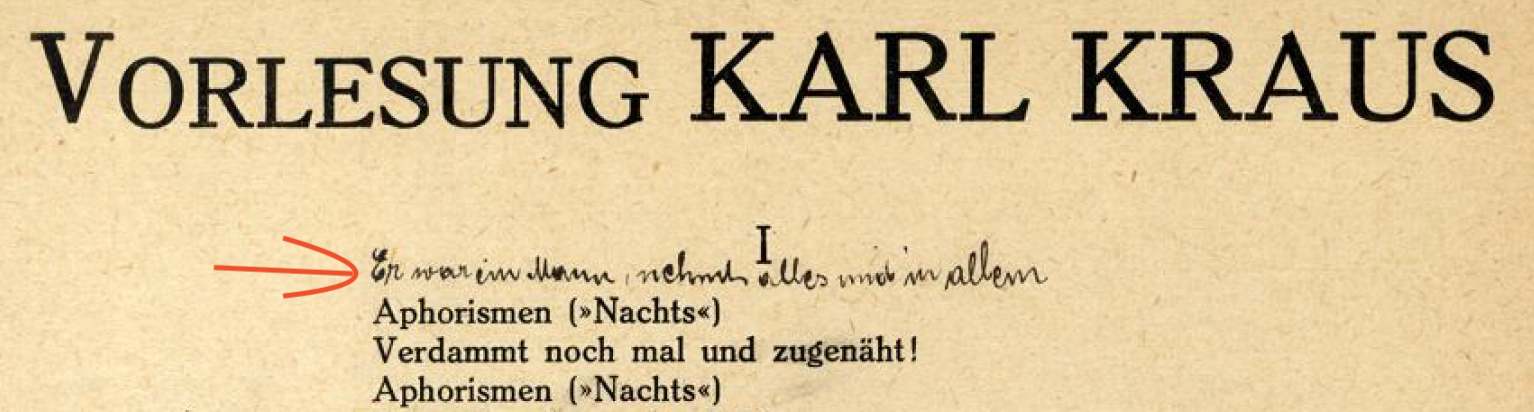 VORLESUNG KARL KRAUS
I
Er war ein Mann, nehmt alles nur in allem
Aphorismen (»Nachts«)
Verdammt noch mal und zugenäht!
Aphorismen (»Nachts«)